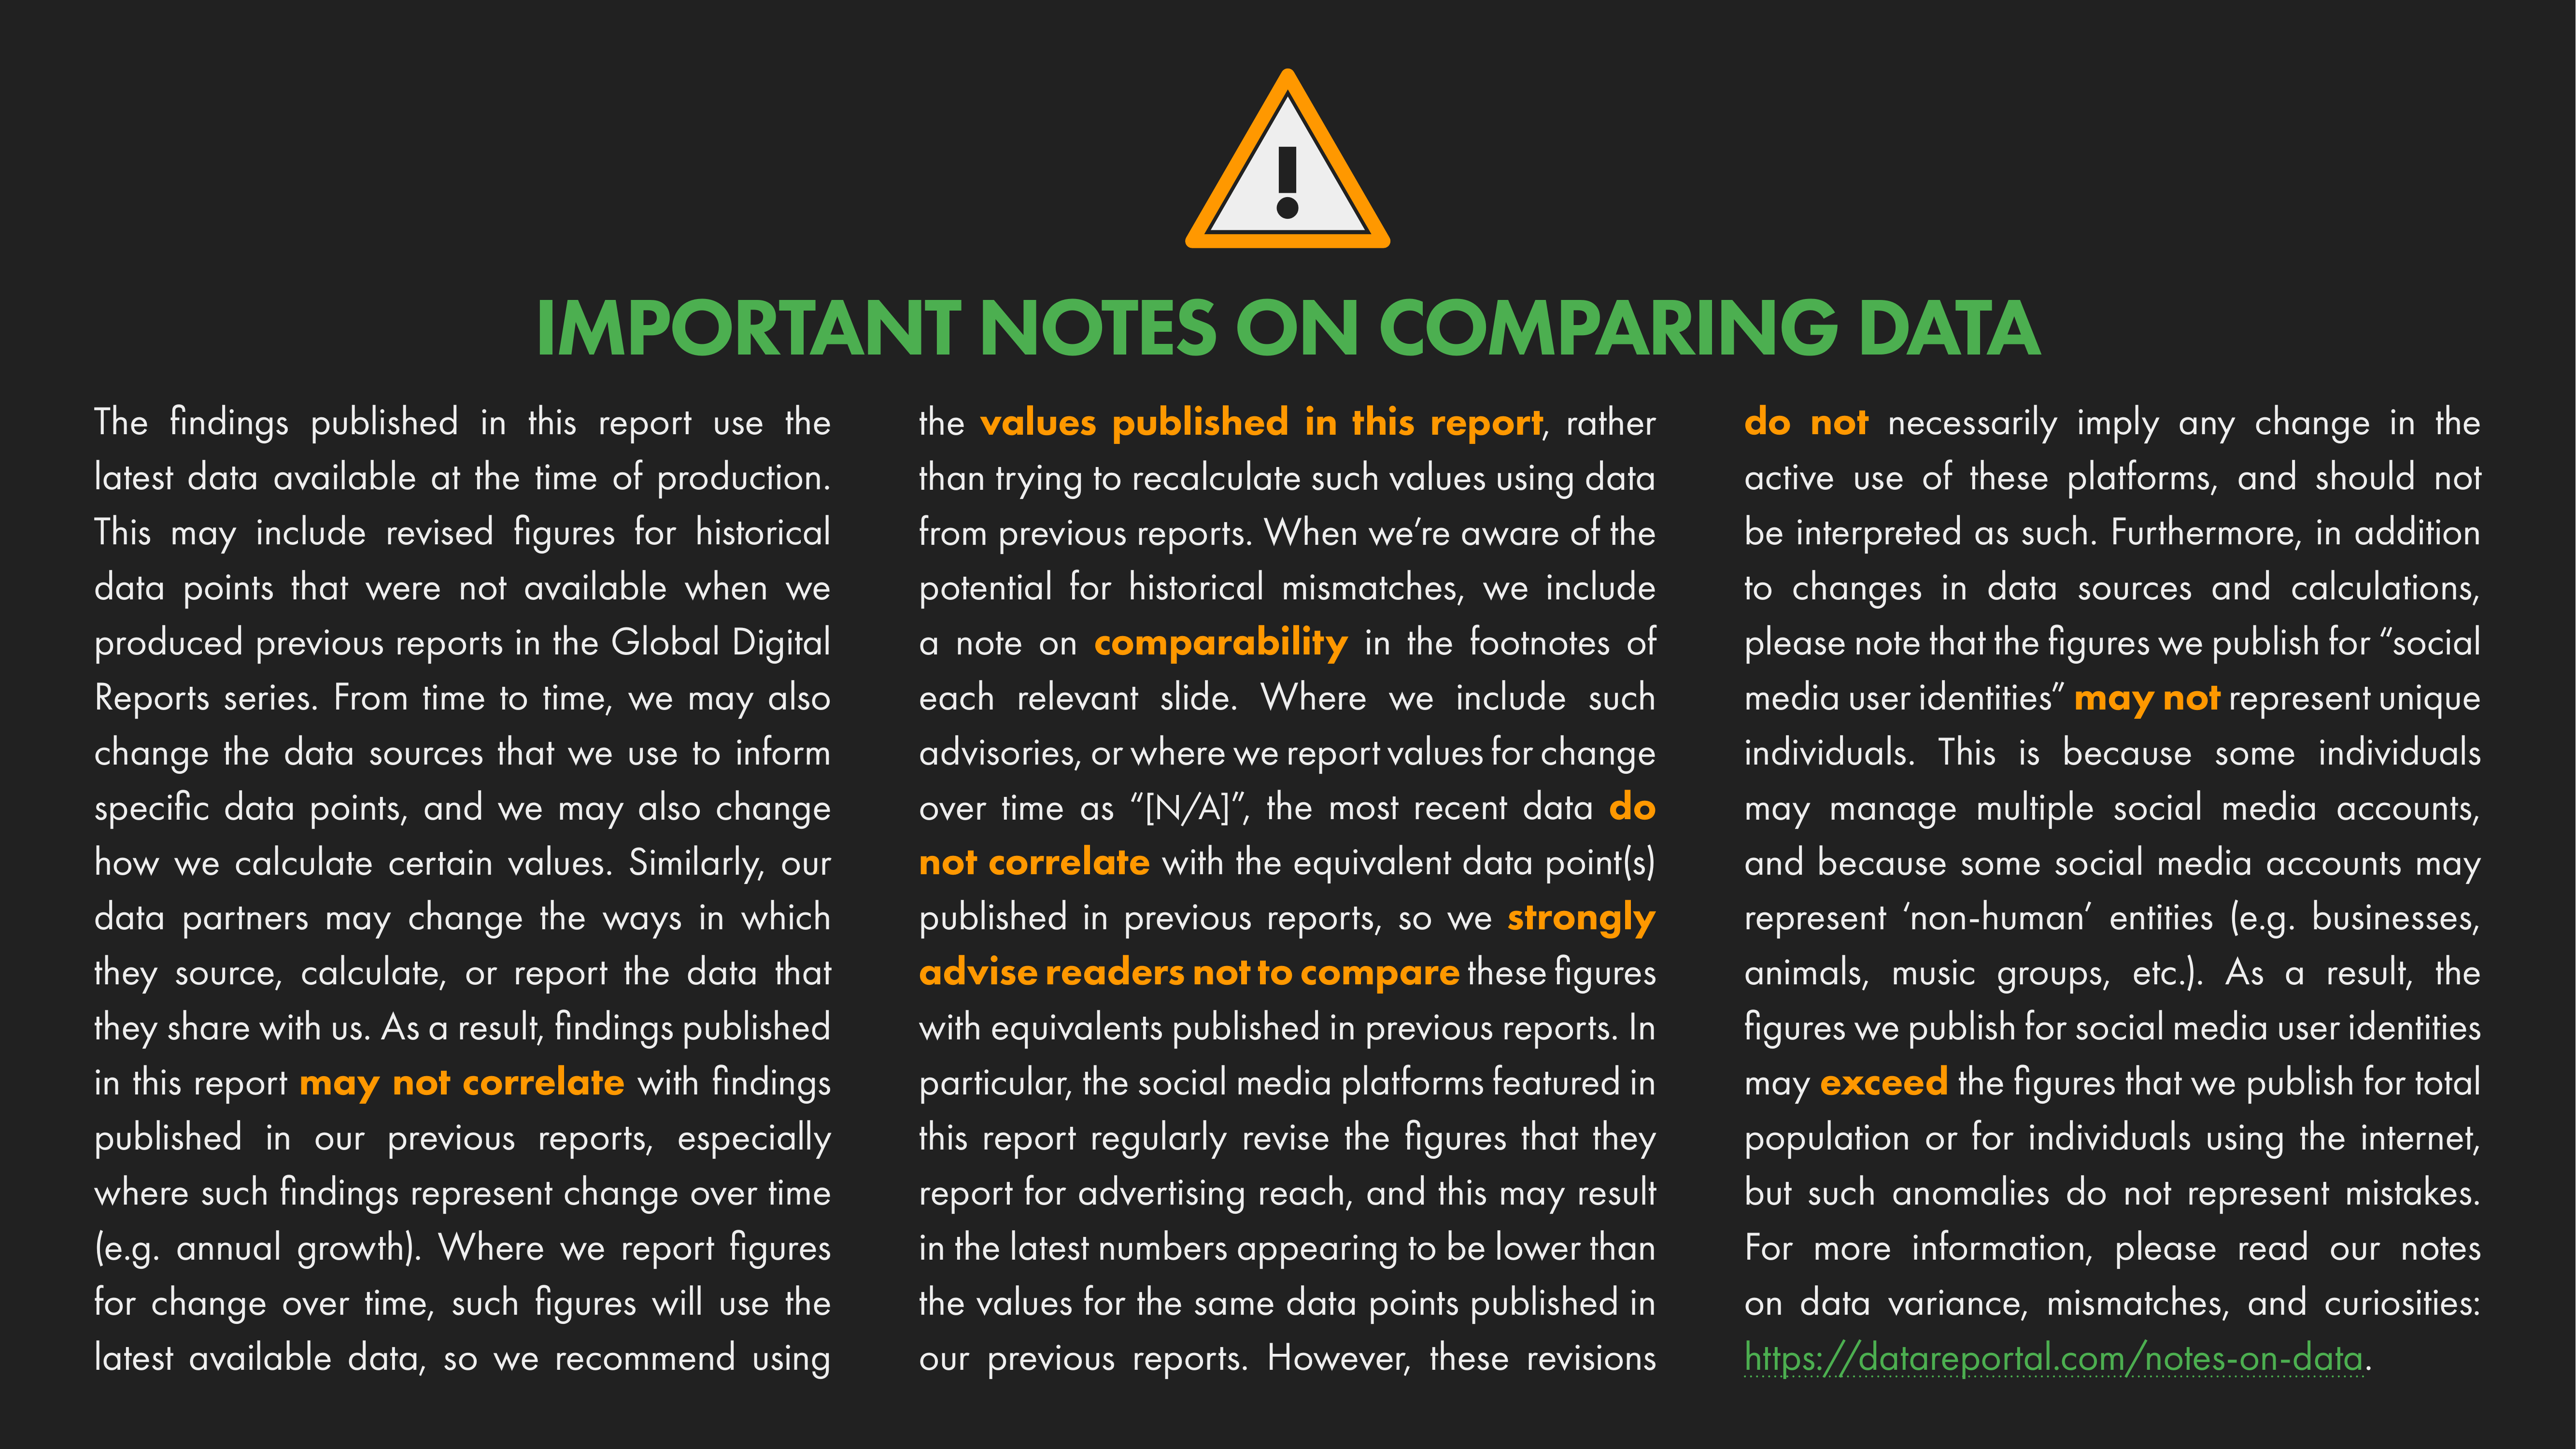 !
IMPORTANT NOTES ON COMPARING DATA
The findings published in this report use the
latest data available at the time of production.
This may include revised figures for historical
data points that were not available when we
produced previous reports in the Global Digital
Reports series. From time to time, we may also
change the data sources that we use to inform
specific data points, and we may also change
how we calculate certain values. Similarly, our
data partners may change the ways in which
they source, calculate, or report the data that
they share with us. As a result, findings published
in this report may not correlate with findings
published in our previous reports, especially
where such findings represent change over time
(e.g. annual growth). Where we report figures
for change over time, such figures will use the
latest available data, so we recommend using
the values published in this report, rather
than trying to recalculate such values using data
from previous reports. When we’re aware of the
potential for historical mismatches, we include
a note on comparability in the footnotes of
each relevant slide. Where we include such
advisories, or where we report values for change
over time as “[N/A]”, the most recent data do
not correlate with the equivalent data point(s)
published in previous reports, so we strongly
advise readers not to compare these figures
with equivalents published in previous reports. In
particular, the social media platforms featured in
this report regularly revise the figures that they
report for advertising reach, and this may result
in the latest numbers appearing to be lower than
the values for the same data points published in
our previous reports. However, these revisions
do not necessarily imply any change in the
active use of these platforms, and should not
be interpreted as such. Furthermore, in addition
to changes in data sources and calculations,
please note that the figures we publish for “social
media user identities” may not represent unique
individuals. This is because some individuals
may manage multiple social media accounts,
and because some social media accounts may
represent ‘non-human’ entities (e.g. businesses,
animals, music groups, etc.). As a result, the
figures we publish for social media user identities
may exceed the figures that we publish for total
population or for individuals using the internet,
but such anomalies do not represent mistakes.
For more information, please read our notes
on data variance, mismatches, and curiosities:
https://datareportal.com/notes-on-data.